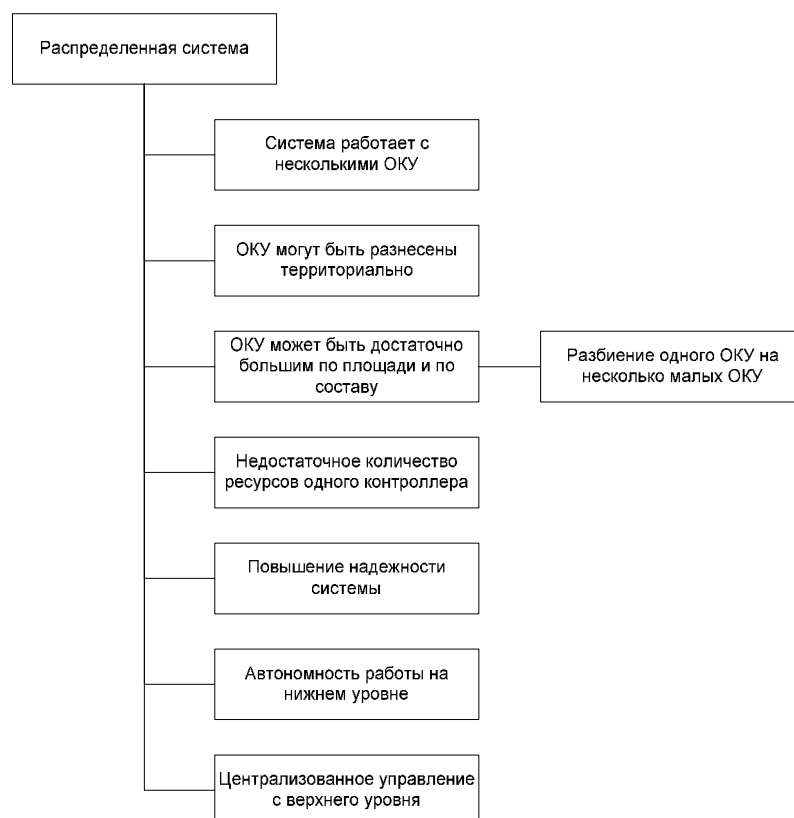 Распределенная система
Система работает с
несколькими ОКУ
ОКУ могут быть разнесены
территориально
ОКУ может быть достаточно
большим по площади и по
составу
Разбиение одного ОКУ на
несколько малых ОКУ
Недостаточное количество
ресурсов одного контроллера
Повышение надежности
системы
Автономность работы на
нижнем уровне
Централизованное управление
с верхнего уровня